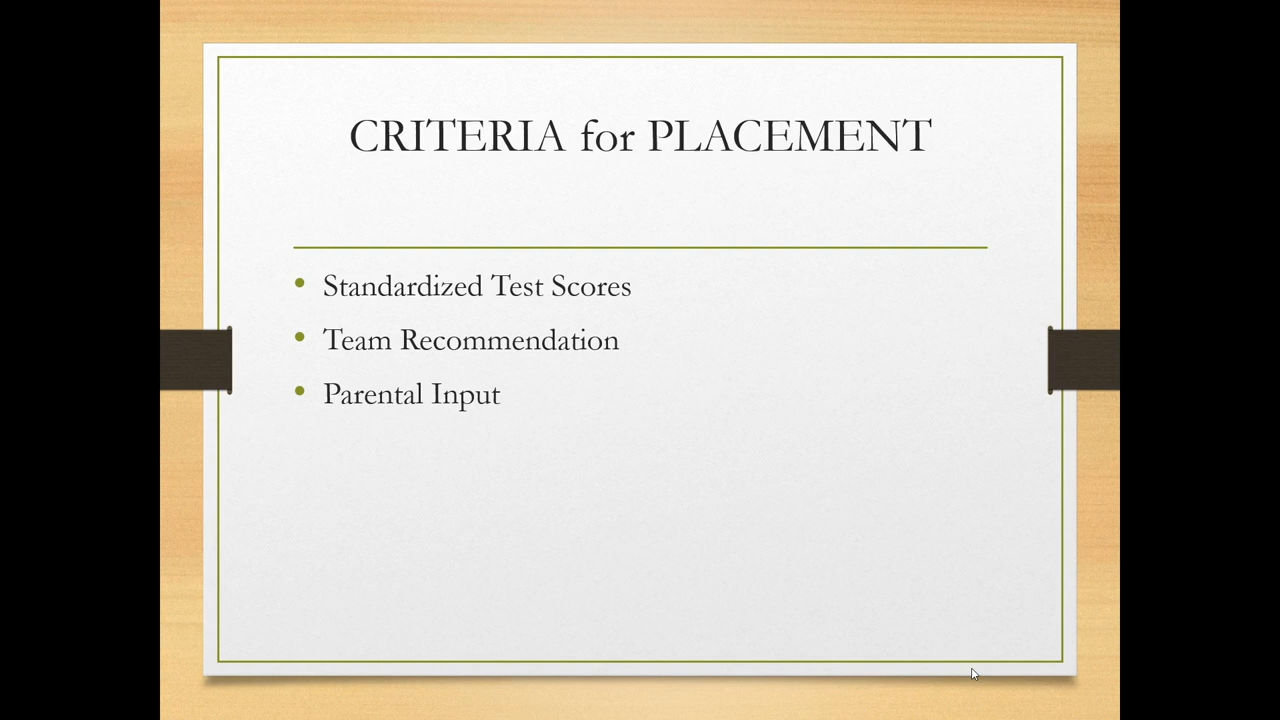 CRITERIA for PLACEMENT
Standardized Test Scores
Team Recommendation
Parental Input